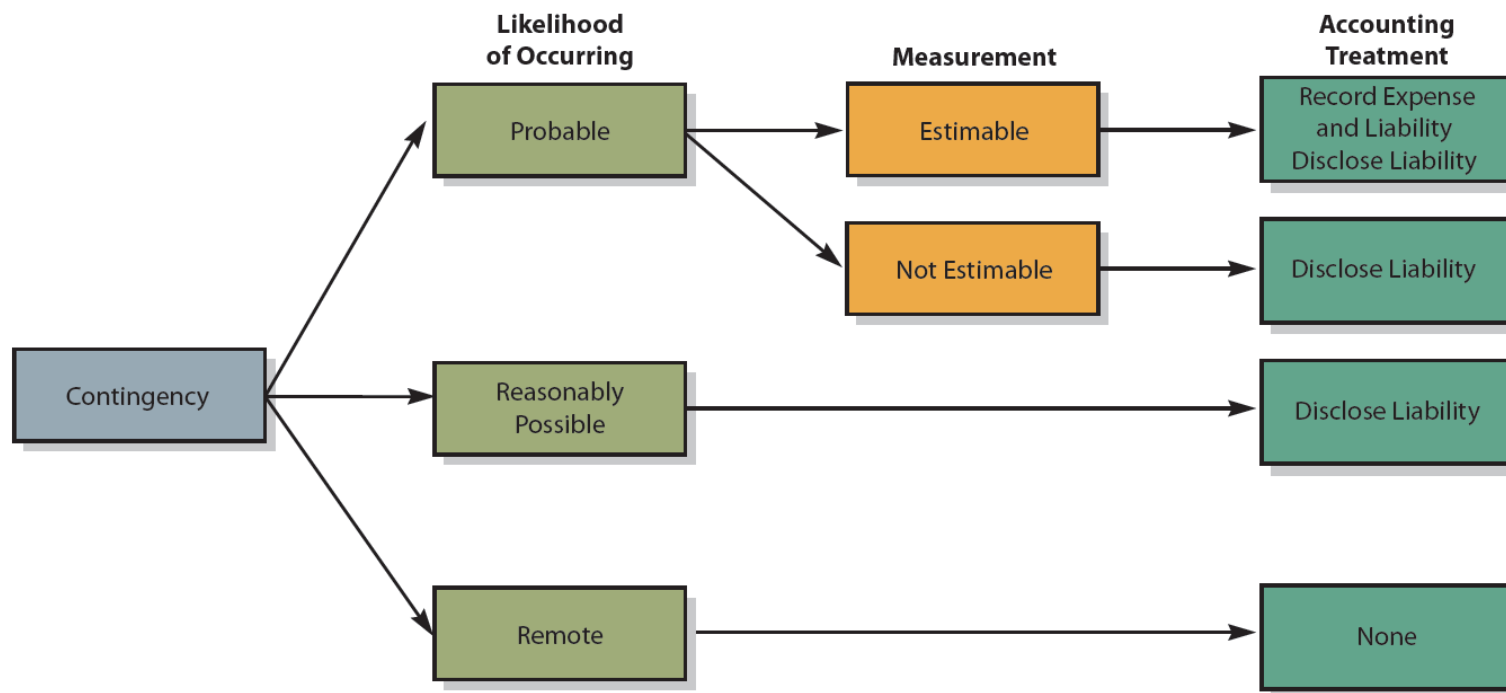 Likelihood
of Occurring
Measurement
Accounting
Treatment
Probable
Estimable
Record Expense
and Liability
Disclose Liability
Not Estimable
Disclose Liability
Contingency
Reasonably
Possible
Disclose Liability
Remote
None